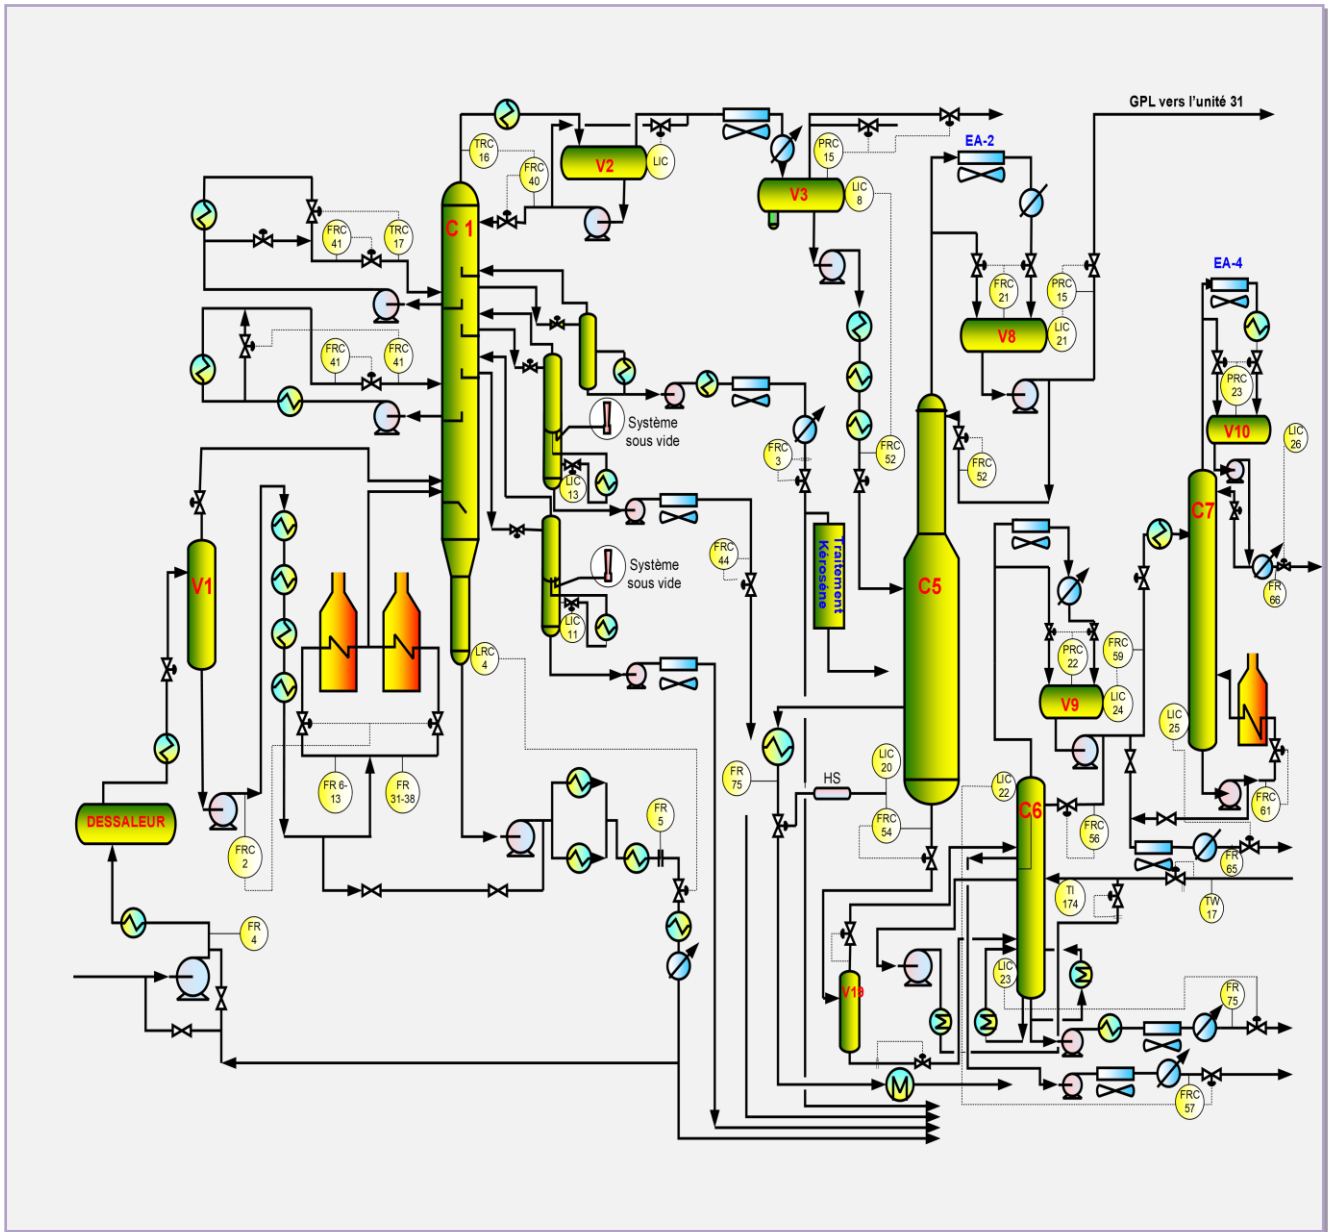 GPL vers l'unité 31
EA-2
TRC
16
FRC
40
V2
LIC
PRC
15
V3
LIC
8
C 1
FRC
41
TRC
17
EA-4
FRC
21
PRC
15
V8
LIC
21
FRC
41
FRC
41
PRC
23
V10
LIC
26
Système
sous vide
FRC
3
FRC
52
FRC
52
LIC
13
C7
Traitement
Kéroséne
FRC
44
Système
sous vide
V1
C5
FR
66
LIC
11
LRC
4
PRC
22
FRC
59
V9
LIC
24
LIC
25
FR 6-
13
FR
31-38
FR
75
HS
LIC
20
LIC
22
FRC
61
DESSALEUR
FRC
2
FR
5
FRC
54
C6
FRC
56
FR
65
TI
174
TW
17
FR
4
LIC
23
V19
FR
75
FRC
57